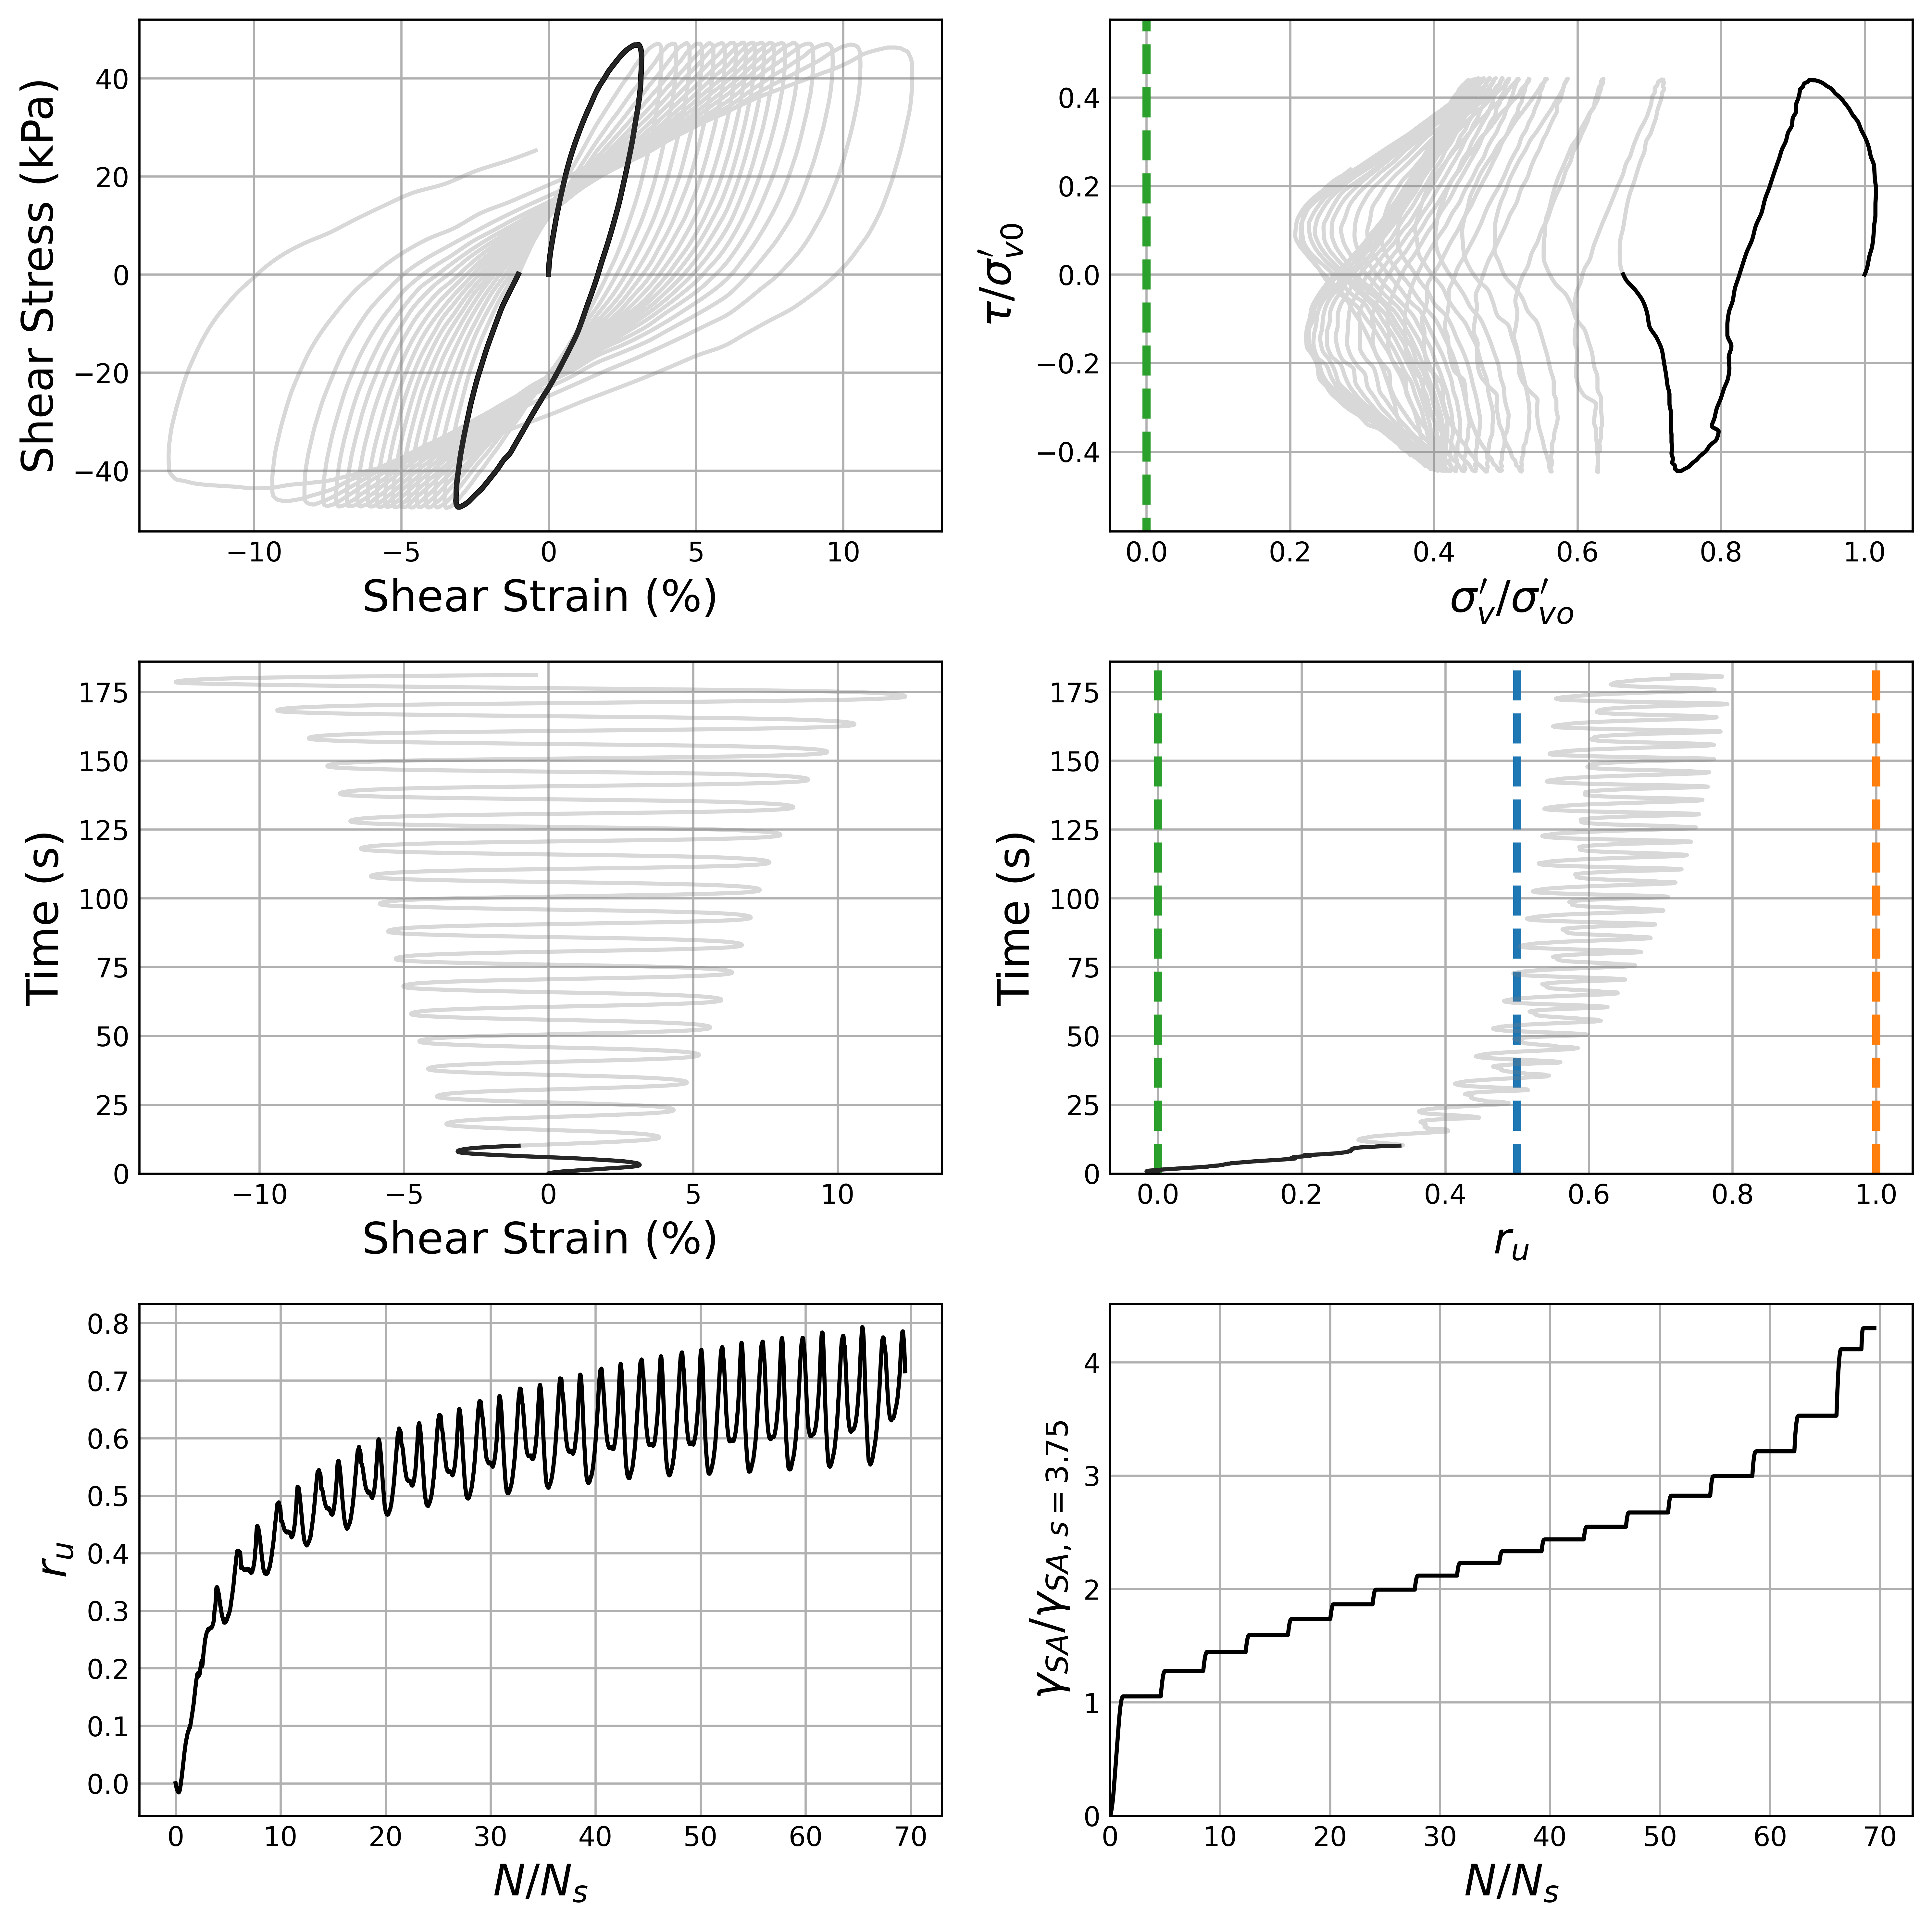 40
20
0
−20
−40
Shear Stress (kPa)
−10 −5 0 5 10
Shear Strain (%)
0.4
0.2
0.0
−0.2
−0.4
τ/σ′v0
0.0 0.2 0.4 0.6 0.8 1.0
σ′v/σ′vo
175
150
125
100
75
50
25
0
Time (s)
−10 −5 0 5 10
Shear Strain (%)
175
150
125
100
75
50
25
0
Time (s)
0.0 0.2 0.4 0.6 0.8 1.0
ru
0.8
0.7
0.6
0.5
0.4
0.3
0.2
0.1
0.0
ru
0 10 20 30 40 50 60 70
N/Ns
4
3
2
1
0
γSA/γSA, s = 3.75
0 10 20 30 40 50 60 70
N/Ns